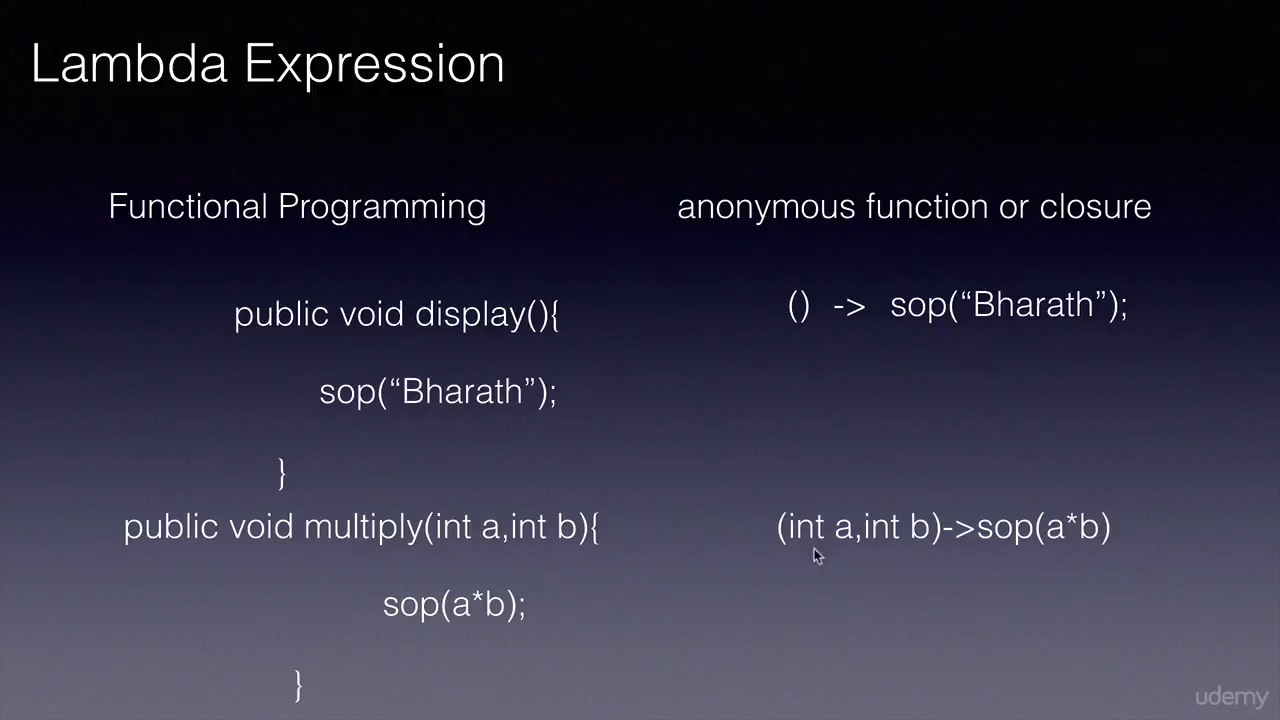 Lambda Expression
Functional Programming
anonymous function or closure
public void display(){
() -> sop(“Bharath”);
sop(“Bharath”);
}
public void multiply(int a,int b){
(int a,int b)->sop(a*b)
sop(a*b);
}
udemy